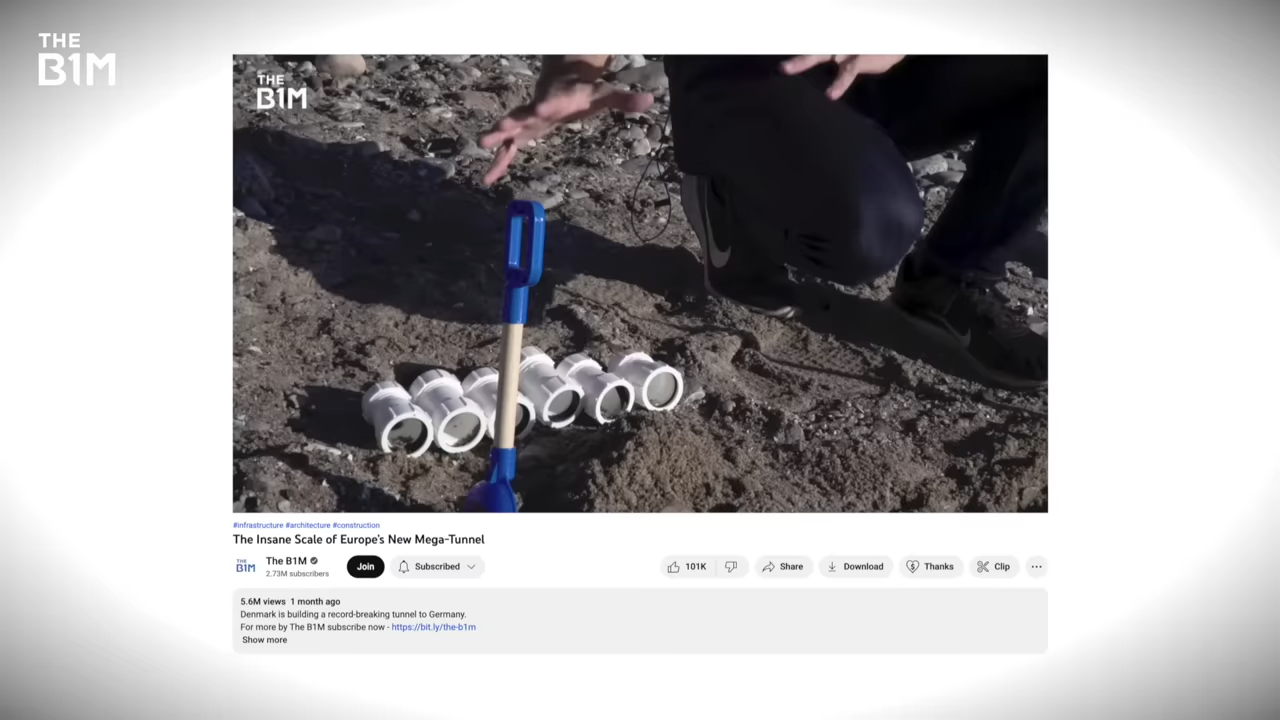 THE
B1M
THE
B1M
#infrastructure #architecture #construction
The Insane Scale of Europe's New Mega-Tunnel
THE
B1M
The B1M
2.73M subscribers
Join
Subscribed
101K
Share
Download
Thanks
Clip
5.6M views 1 month ago
Denmark is building a record-breaking tunnel to Germany.
For more by The B1M subscribe now - https://bit.ly/the-b1m
Show more